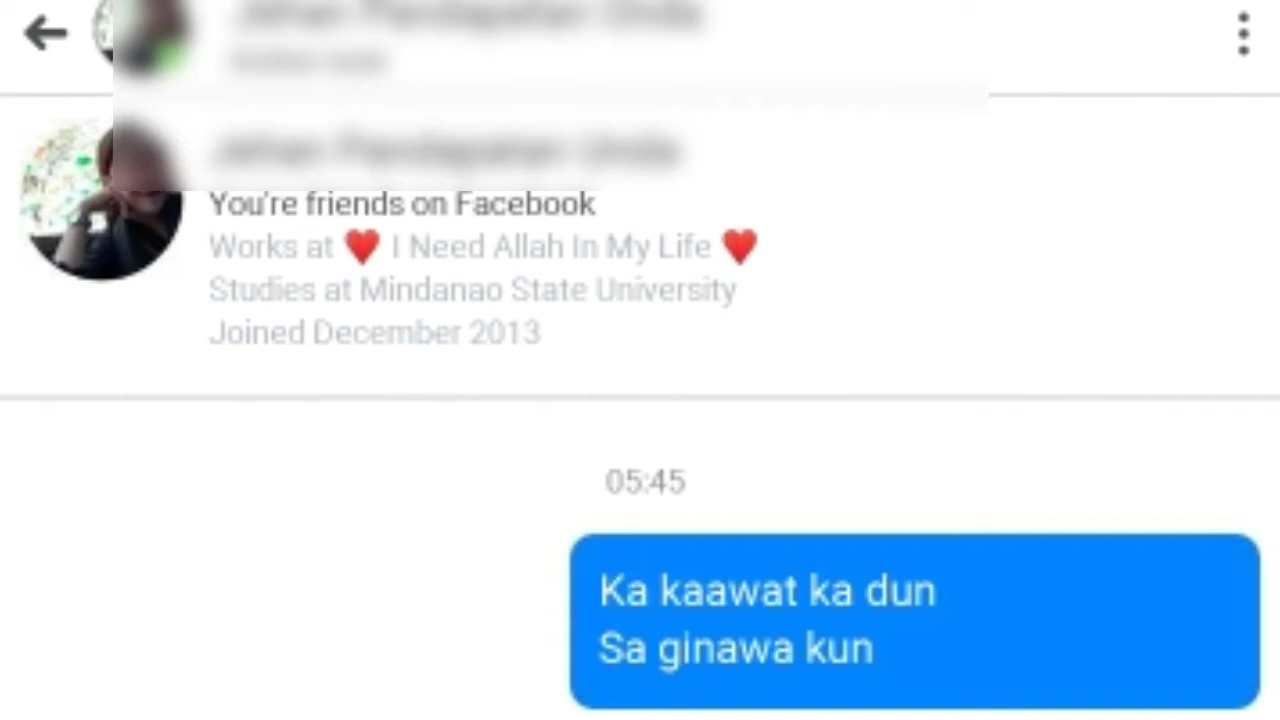 You're friends on Facebook
Works at ❤️ I Need Allah In My Life ❤️
Studies at Mindanao State University
Joined December 2013
05:45
Ka kaawat ka dun
Sa ginawa kun